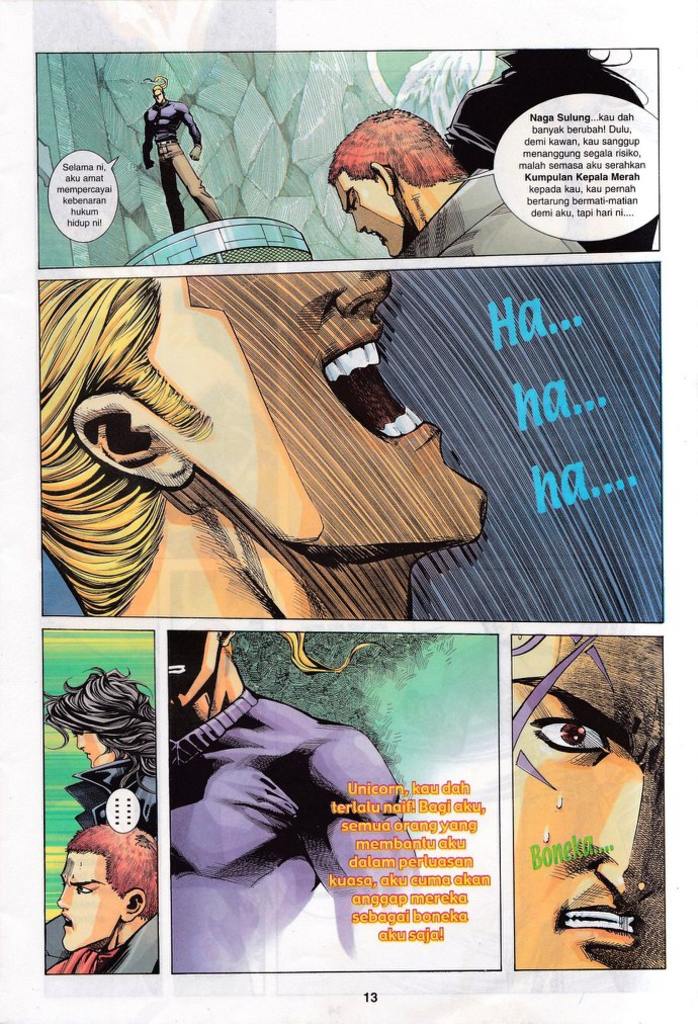 Selama ni,
aku amat
mempercayai
kebenaran
hukum
hidup ni!
Naga Sulung...kau dah
banyak berubah! Dulu,
demi kawan, kau sanggup
menanggung segala risiko,
malah semasa aku serahkan
Kumpulan Kepala Merah
kepada kau, kau pernah
bertarung bermati-matian
demi aku, tapi hari ni....
Ha...
ha...
ha....
Unicorn, kau dah
terlalu naif! Bagi aku,
semua orang yang
membantu aku
dalam perluasan
kuasa, aku cuma akan
anggap mereka
sebagai boneka
aku saja!
Boneka....
13